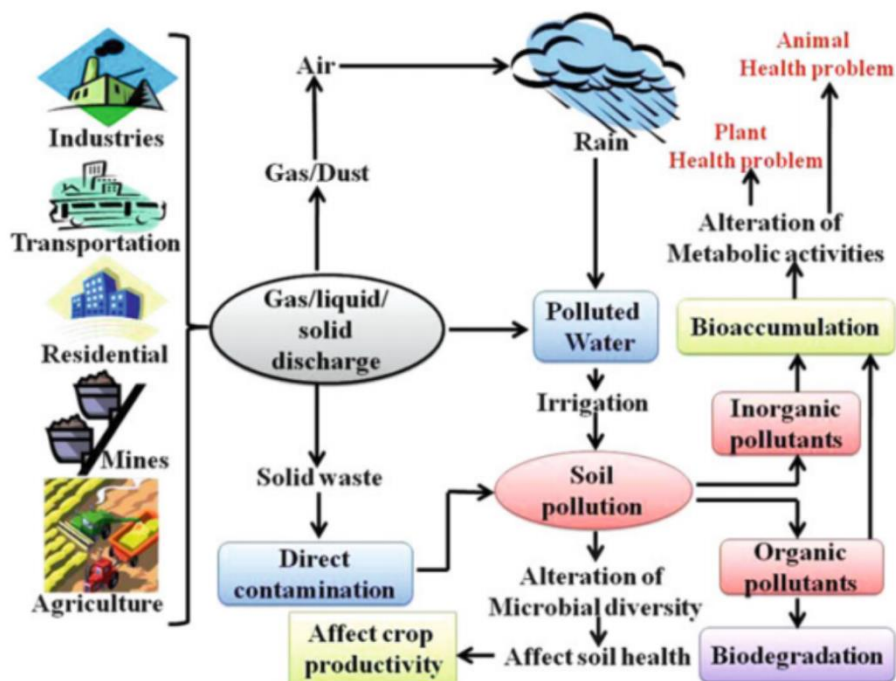 Industries
Transportation
Residential
Mines
Agriculture
Air
Gas/Dust
Gas/liquid/
solid
discharge
Solid waste
Direct
contamination
Rain
Polluted
Water
Irrigation
Soil
pollution
Alteration of
Microbial diversity
Affect soil health
Affect crop
productivity
Animal
Health problem
Plant
Health problem
Alteration of
Metabolic activities
Bioaccumulation
Inorganic
pollutants
Organic
pollutants
Biodegradation